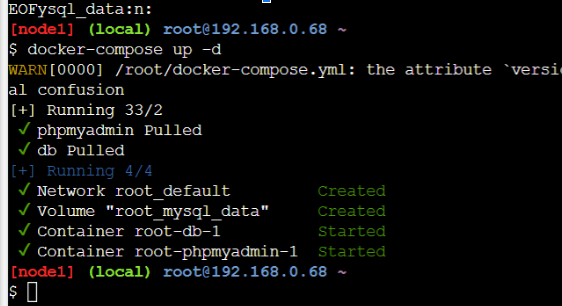 EOFysql_data:n:
[node1] (local) root@192.168.0.68 ~
$ docker-compose up -d
WARN[0000] /root/docker-compose.yml: the attribute `versi
al confusion
[+] Running 33/2
✓ phpmyadmin Pulled
✓ db Pulled
[+] Running 4/4
✓ Network root_default Created
✓ Volume "root_mysql_data" Created
✓ Container root-db-1 Started
✓ Container root-phpmyadmin-1 Started
[node1] (local) root@192.168.0.68 ~
$